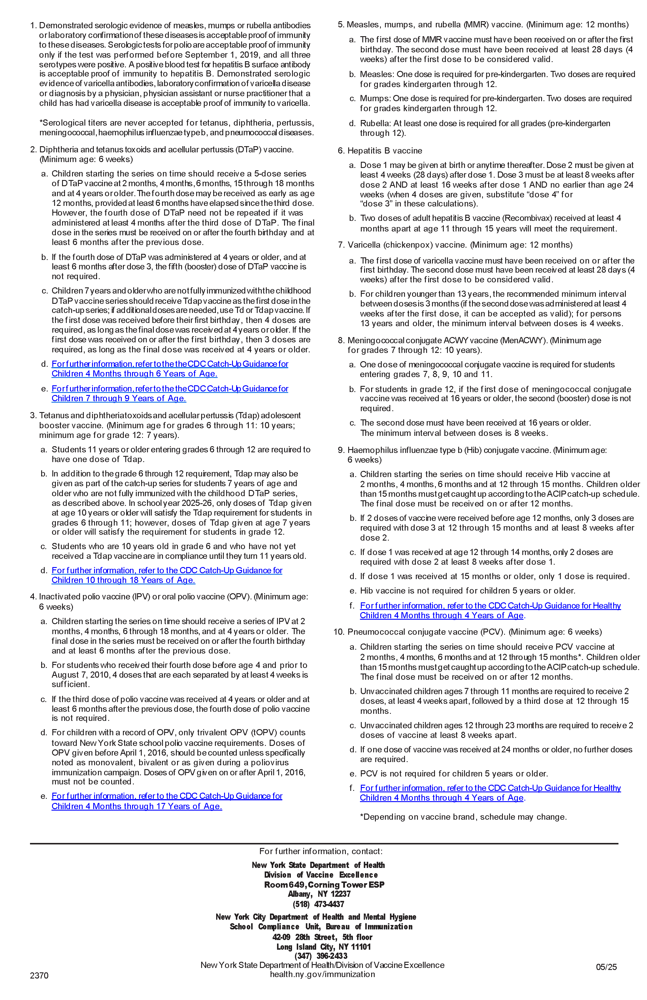 1. Demonstrated serologic evidence of measles, mumps or rubella antibodies
or laboratory confirmation of these diseases is acceptable proof of immunity
to these diseases. Serologic tests for polio are acceptable proof of immunity
only if the test was performed before September 1, 2019, and all three
serotypes were positive. A positive blood test for hepatitis B surface antibody
is acceptable proof of immunity to hepatitis B. Demonstrated serologic
evidence of varicella antibodies, laboratory confirmation of varicella disease
or diagnosis by a physician, physician assistant or nurse practitioner that a
child has had varicella disease is acceptable proof of immunity to varicella.
*Serological titers are never accepted for tetanus, diphtheria, pertussis,
meningococcal, haemophilus influenzae type b, and pneumococcal diseases.
2. Diphtheria and tetanus toxoids and acellular pertussis (DTaP) vaccine.
(Minimum age: 6 weeks)
a. Children starting the series on time should receive a 5-dose series
of DTaP vaccine at 2 months, 4 months, 6 months, 15 through 18 months
and at 4 years or older. The fourth dose may be received as early as age
12 months, provided at least 6 months have elapsed since the third dose.
However, the fourth dose of DTaP need not be repeated if it was
administered at least 4 months after the third dose of DTaP. The final
dose in the series must be received on or after the fourth birthday and at
least 6 months after the previous dose.
b. If the fourth dose of DTaP was administered at 4 years or older, and at
least 6 months after dose 3, the fifth (booster) dose of DTaP vaccine is
not required.
c. Children 7 years and older who are not fully immunized with the childhood
DTaP vaccine series should receive Tdap vaccine as the first dose in the
catch-up series; if additional doses are needed, use Td or Tdap vaccine. If
the first dose was received before their first birthday, then 4 doses are
required, as long as the final dose was received at 4 years or older. If the
first dose was received on or after the first birthday, then 3 doses are
required, as long as the final dose was received at 4 years or older.
d. For further information, refer to the the CDC Catch-Up Guidance for
Children 4 Months through 6 Years of Age.
e. For further information, refer to the the CDC Catch-Up Guidance for
Children 7 through 9 Years of Age.
3. Tetanus and diphtheria toxoids and acellular pertussis (Tdap) adolescent
booster vaccine. (Minimum age for grades 6 through 11: 10 years;
minimum age for grade 12: 7 years).
a. Students 11 years or older entering grades 6 through 12 are required to
have one dose of Tdap.
b. In addition to the grade 6 through 12 requirement, Tdap may also be
given as part of the catch-up series for students 7 years of age and
older who are not fully immunized with the childhood DTaP series,
as described above. In school year 2025-26, only doses of Tdap given
at age 10 years or older will satisfy the Tdap requirement for students in
grades 6 through 11; however, doses of Tdap given at age 7 years
or older will satisfy the requirement for students in grade 12.
c. Students who are 10 years old in grade 6 and who have not yet
received a Tdap vaccine are in compliance until they turn 11 years old.
d. For further information, refer to the CDC Catch-Up Guidance for
Children 10 through 18 Years of Age.
4. Inactivated polio vaccine (IPV) or oral polio vaccine (OPV). (Minimum age:
6 weeks)
a. Children starting the series on time should receive a series of IPV at 2
months, 4 months, 6 through 18 months, and at 4 years or older. The
final dose in the series must be received on or after the fourth birthday
and at least 6 months after the previous dose.
b. For students who received their fourth dose before age 4 and prior to
August 7, 2010, 4 doses that are each separated by at least 4 weeks is
sufficient.
c. If the third dose of polio vaccine was received at 4 years or older and at
least 6 months after the previous dose, the fourth dose of polio vaccine
is not required.
d. For children with a record of OPV, only trivalent OPV (tOPV) counts
toward New York State school polio vaccine requirements. Doses of
OPV given before April 1, 2016, should be counted unless specifically
noted as monovalent, bivalent or as given during a poliovirus
immunization campaign. Doses of OPV given on or after April 1, 2016,
must not be counted.
e. For further information, refer to the CDC Catch-Up Guidance for
Children 4 Months through 17 Years of Age.
5. Measles, mumps, and rubella (MMR) vaccine. (Minimum age: 12 months)
a. The first dose of MMR vaccine must have been received on or after the first
birthday. The second dose must have been received at least 28 days (4
weeks) after the first dose to be considered valid.
b. Measles: One dose is required for pre-kindergarten. Two doses are required
for grades kindergarten through 12.
c. Mumps: One dose is required for pre-kindergarten. Two doses are required
for grades kindergarten through 12.
d. Rubella: At least one dose is required for all grades (pre-kindergarten
through 12).
6. Hepatitis B vaccine
a. Dose 1 may be given at birth or anytime thereafter. Dose 2 must be given at
least 4 weeks (28 days) after dose 1. Dose 3 must be at least 8 weeks after
dose 2 AND at least 16 weeks after dose 1 AND no earlier than age 24
weeks (when 4 doses are given, substitute “dose 4” for
“dose 3” in these calculations).
b. Two doses of adult hepatitis B vaccine (Recombivax) received at least 4
months apart at age 11 through 15 years will meet the requirement.
7. Varicella (chickenpox) vaccine. (Minimum age: 12 months)
a. The first dose of varicella vaccine must have been received on or after the
first birthday. The second dose must have been received at least 28 days (4
weeks) after the first dose to be considered valid.
b. For children younger than 13 years, the recommended minimum interval
between doses is 3 months (if the second dose was administered at least 4
weeks after the first dose, it can be accepted as valid); for persons
13 years and older, the minimum interval between doses is 4 weeks.
8. Meningococcal conjugate ACWY vaccine (MenACWY). (Minimum age
for grades 7 through 12: 10 years).
a. One dose of meningococcal conjugate vaccine is required for students
entering grades 7, 8, 9, 10 and 11.
b. For students in grade 12, if the first dose of meningococcal conjugate
vaccine was received at 16 years or older, the second (booster) dose is not
required.
c. The second dose must have been received at 16 years or older.
The minimum interval between doses is 8 weeks.
9. Haemophilus influenzae type b (Hib) conjugate vaccine. (Minimum age:
6 weeks)
a. Children starting the series on time should receive Hib vaccine at
2 months, 4 months, 6 months and at 12 through 15 months. Children older
than 15 months must get caught up according to the ACIP catch-up schedule.
The final dose must be received on or after 12 months.
b. If 2 doses of vaccine were received before age 12 months, only 3 doses are
required with dose 3 at 12 through 15 months and at least 8 weeks after
dose 2.
c. If dose 1 was received at age 12 through 14 months, only 2 doses are
required with dose 2 at least 8 weeks after dose 1.
d. If dose 1 was received at 15 months or older, only 1 dose is required.
e. Hib vaccine is not required for children 5 years or older.
f. For further information, refer to the CDC Catch-Up Guidance for Healthy
Children 4 Months through 4 Years of Age.
10. Pneumococcal conjugate vaccine (PCV). (Minimum age: 6 weeks)
a. Children starting the series on time should receive PCV vaccine at
2 months, 4 months, 6 months and at 12 through 15 months*. Children older
than 15 months must get caught up according to the ACIP catch-up schedule.
The final dose must be received on or after 12 months.
b. Unvaccinated children ages 7 through 11 months are required to receive 2
doses, at least 4 weeks apart, followed by a third dose at 12 through 15
months.
c. Unvaccinated children ages 12 through 23 months are required to receive 2
doses of vaccine at least 8 weeks apart.
d. If one dose of vaccine was received at 24 months or older, no further doses
are required.
e. PCV is not required for children 5 years or older.
f. For further information, refer to the CDC Catch-Up Guidance for Healthy
Children 4 Months through 4 Years of Age.
*Depending on vaccine brand, schedule may change.
For further information, contact:
New York State Department of Health
Division of Vaccine Excellence
Room 649, Corning Tower ESP
Albany, NY 12237
(518) 473-4437
New York City Department of Health and Mental Hygiene
School Compliance Unit, Bureau of Immunization
42-09 28th Street, 5th floor
Long Island City, NY 11101
(347) 396-2433
New York State Department of Health/Division of Vaccine Excellence
health.ny.gov/immunization
2370
05/25